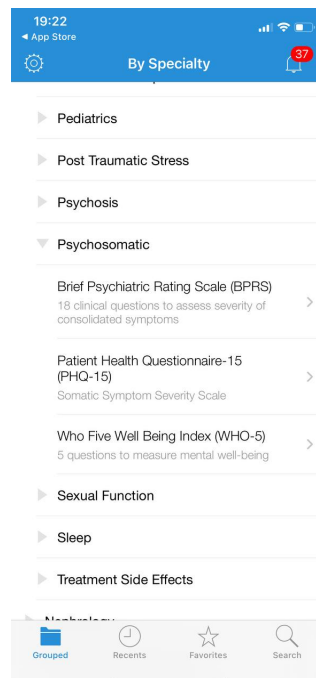 19:22
◀ App Store
By Specialty
37
Pediatrics
Post Traumatic Stress
Psychosis
Psychosomatic
Brief Psychiatric Rating Scale (BPRS)
18 clinical questions to assess severity of
consolidated symptoms
Patient Health Questionnaire-15
(PHQ-15)
Somatic Symptom Severity Scale
Who Five Well Being Index (WHO-5)
5 questions to measure mental well-being
Sexual Function
Sleep
Treatment Side Effects
Nephrology
Grouped
Recents
Favorites
Search